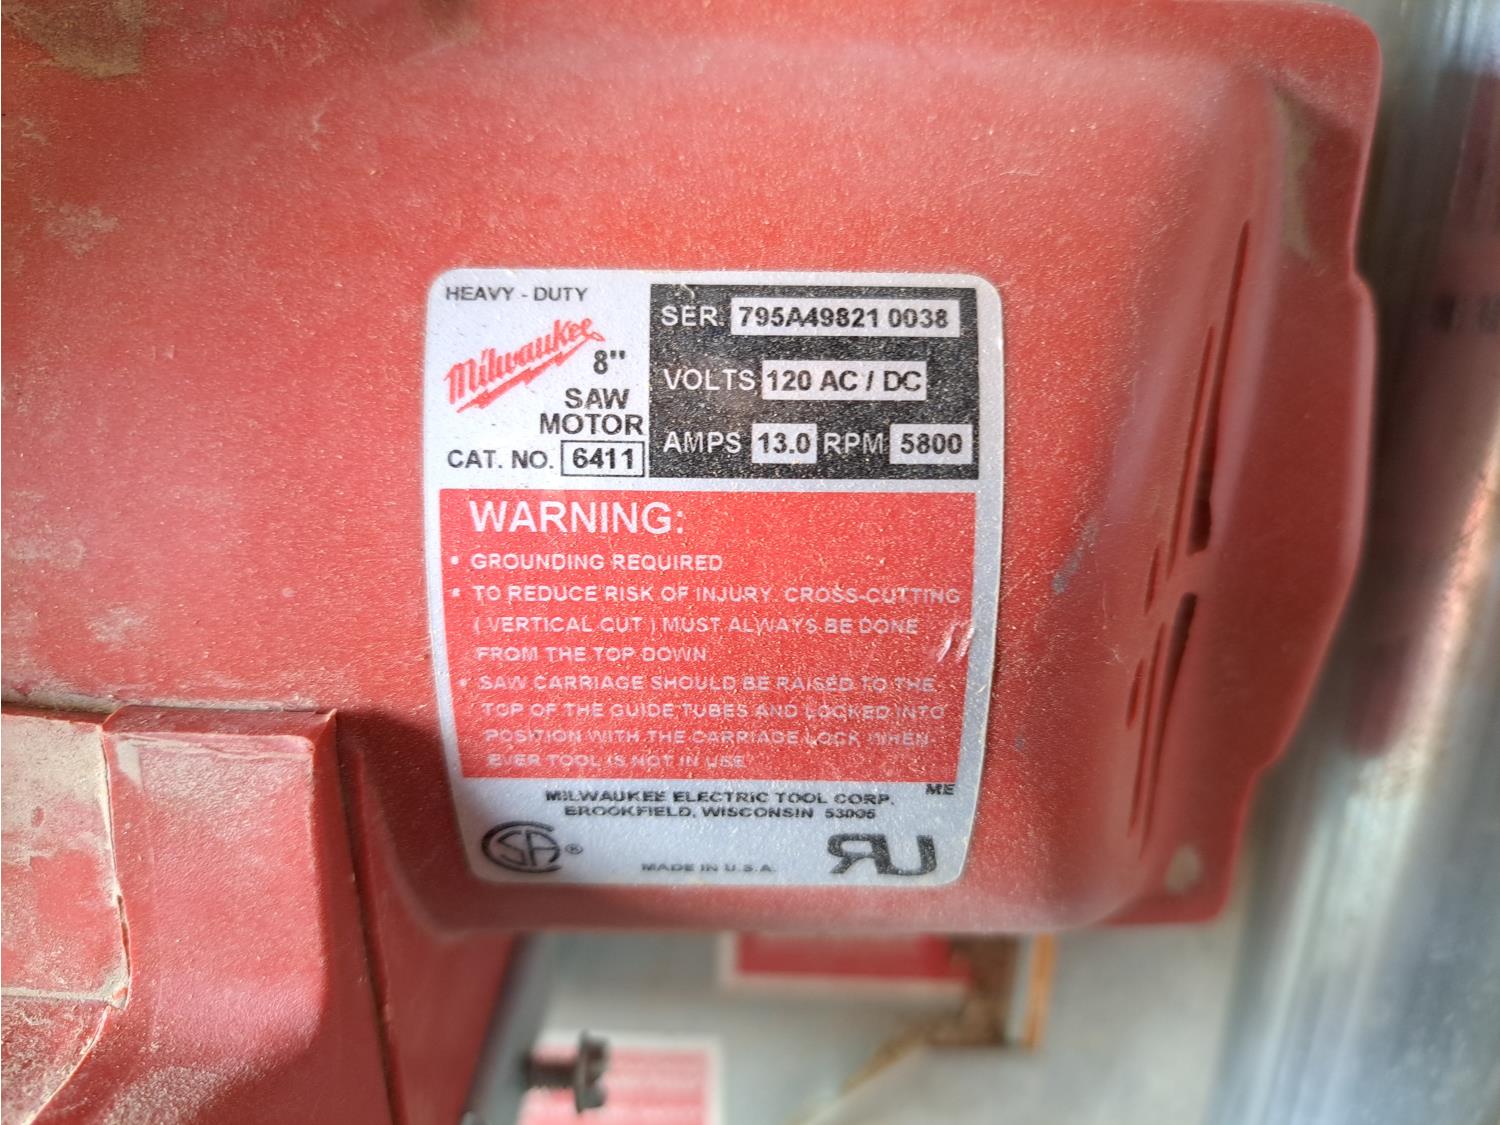 HEAVY - DUTY
Milwaukee
8"
SAW
MOTOR
CAT. NO. 6411
SER. 795A49821 0038
VOLTS 120 AC / DC
AMPS 13.0 RPM 5800
WARNING:
• GROUNDING REQUIRED
• TO REDUCE RISK OF INJURY. CROSS-CUTTING
( VERTICAL CUT ) MUST ALWAYS BE DONE
FROM THE TOP DOWN
• SAW CARRIAGE SHOULD BE RAISED TO THE
TOP OF THE GUIDE TUBES AND LOCKED INTO
POSITION WITH THE CARRIAGE LOCK WHEN-
EVER TOOL IS NOT IN USE
ME
MILWAUKEE ELECTRIC TOOL CORP.
BROOKFIELD, WISCONSIN 53005
SA ®
MADE IN U.S.A.
RU